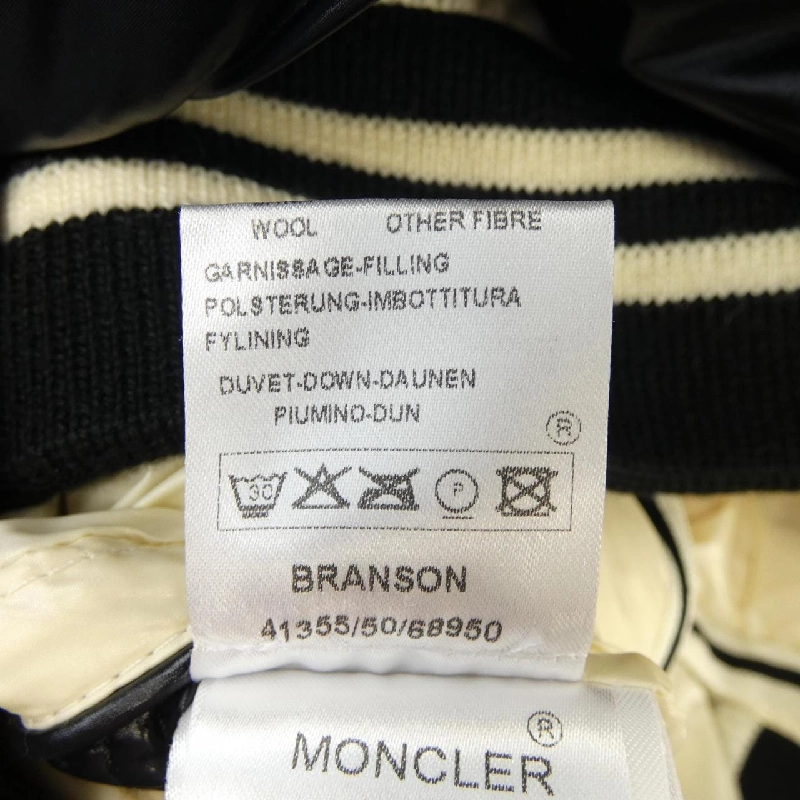 WOOL OTHER FIBRE
GARNISSAGE-FILLING
POLSTERUNG-IMBOTTITURA
FYLINING
DUVET-DOWN-DAUNEN
PIUMINO-DUN
®
30 P
BRANSON
41355/50/68950
MONCLER®